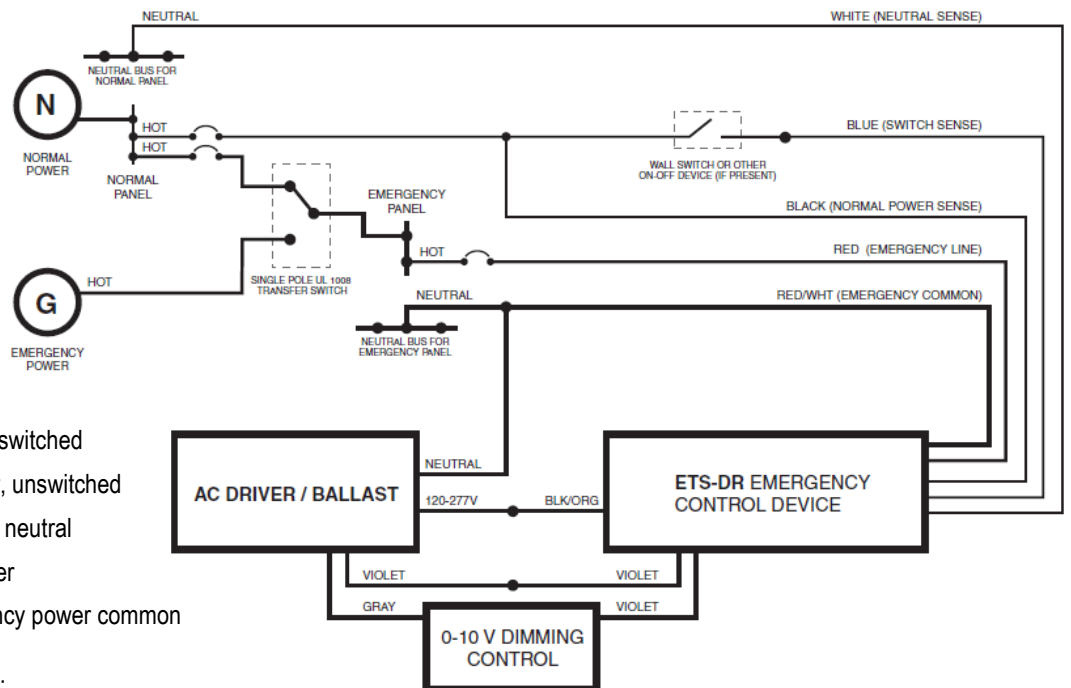 NEUTRAL
WHITE (NEUTRAL SENSE)
NEUTRAL BUS FOR
NORMAL PANEL
N
NORMAL
POWER
HOT
HOT
NORMAL
PANEL
BLUE (SWITCH SENSE)
WALL SWITCH OR OTHER
ON-OFF DEVICE (IF PRESENT)
EMERGENCY
PANEL
BLACK (NORMAL POWER SENSE)
HOT
RED (EMERGENCY LINE)
SINGLE POLE UL 1008
TRANSFER SWITCH
HOT
G
EMERGENCY
POWER
NEUTRAL
RED/WHT (EMERGENCY COMMON)
NEUTRAL BUS FOR
EMERGENCY PANEL
switched
, unswitched
neutral
er
ncy power common
.
AC DRIVER / BALLAST
NEUTRAL
120-277V
BLK/ORG
ETS-DR EMERGENCY
CONTROL DEVICE
VIOLET
VIOLET
GRAY
VIOLET
0-10 V DIMMING
CONTROL